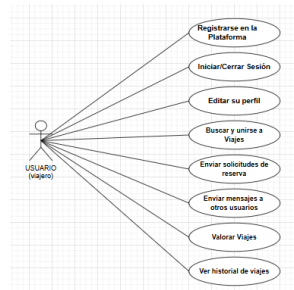 Registrarse en la
Plataforma
Iniciar/Cerrar Sesión
Editar su perfil
Buscar y unirse a
Viajes
USUARIO
(viajero)
Enviar solicitudes de
reserva
Enviar mensajes a
otros usuarios
Valorar Viajes
Ver historial de viajes